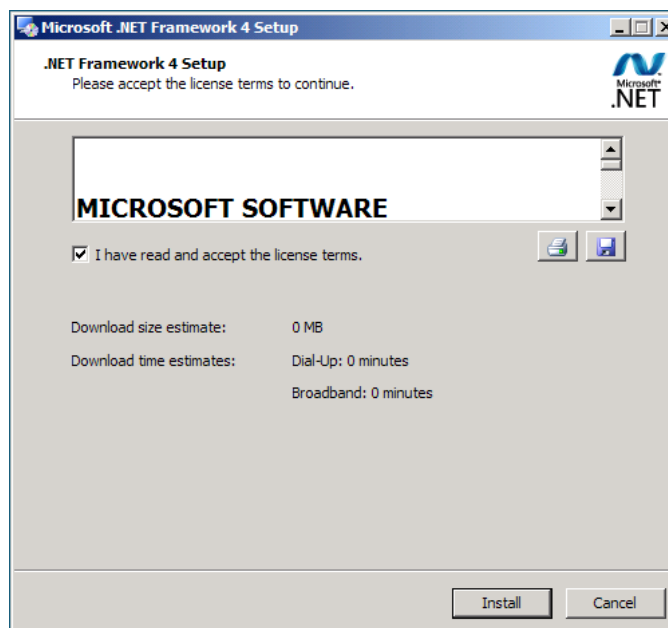 Microsoft .NET Framework 4 Setup
.NET Framework 4 Setup
Please accept the license terms to continue.
Microsoft®
.NET
MICROSOFT SOFTWARE
I have read and accept the license terms.
Download size estimate: 0 MB
Download time estimates: Dial-Up: 0 minutes
Broadband: 0 minutes
Install Cancel